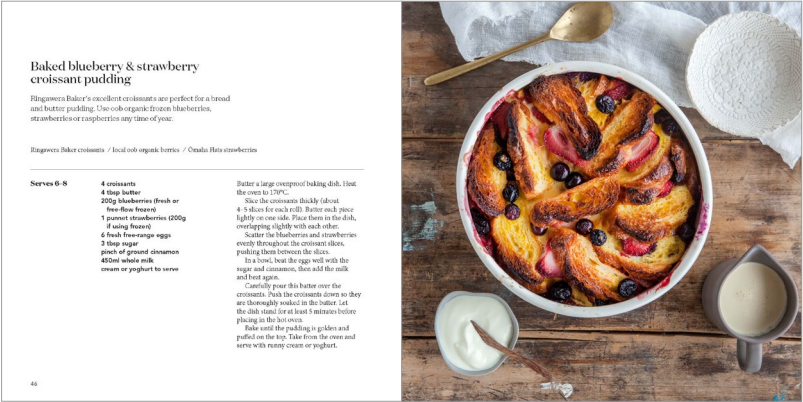 Baked blueberry & strawberry
croissant pudding
Ringawera Baker's excellent croissants are perfect for a bread
and butter pudding. Use oob organic frozen blueberries,
strawberries or raspberries any time of year.
Ringawera Baker croissants / local oob organic berries / Omaha Flats strawberries
Serves 6–8
4 croissants
4 tbsp butter
200g blueberries (fresh or
free-flow frozen)
1 punnet strawberries (200g
if using frozen)
6 fresh free-range eggs
3 tbsp sugar
pinch of ground cinnamon
450ml whole milk
cream or yoghurt to serve
Butter a large ovenproof baking dish. Heat
the oven to 170°C.
Slice the croissants thickly (about
4–5 slices for each roll). Butter each piece
lightly on one side. Place them in the dish,
overlapping slightly with each other.
Scatter the blueberries and strawberries
evenly throughout the croissant slices,
pushing them between the slices.
In a bowl, beat the eggs well with the
sugar and cinnamon, then add the milk
and beat again.
Carefully pour this batter over the
croissants. Push the croissants down so they
are thoroughly soaked in the batter. Let
the dish stand for at least 5 minutes before
placing in the hot oven.
Bake until the pudding is golden and
puffed on the top. Take from the oven and
serve with runny cream or yoghurt.
46